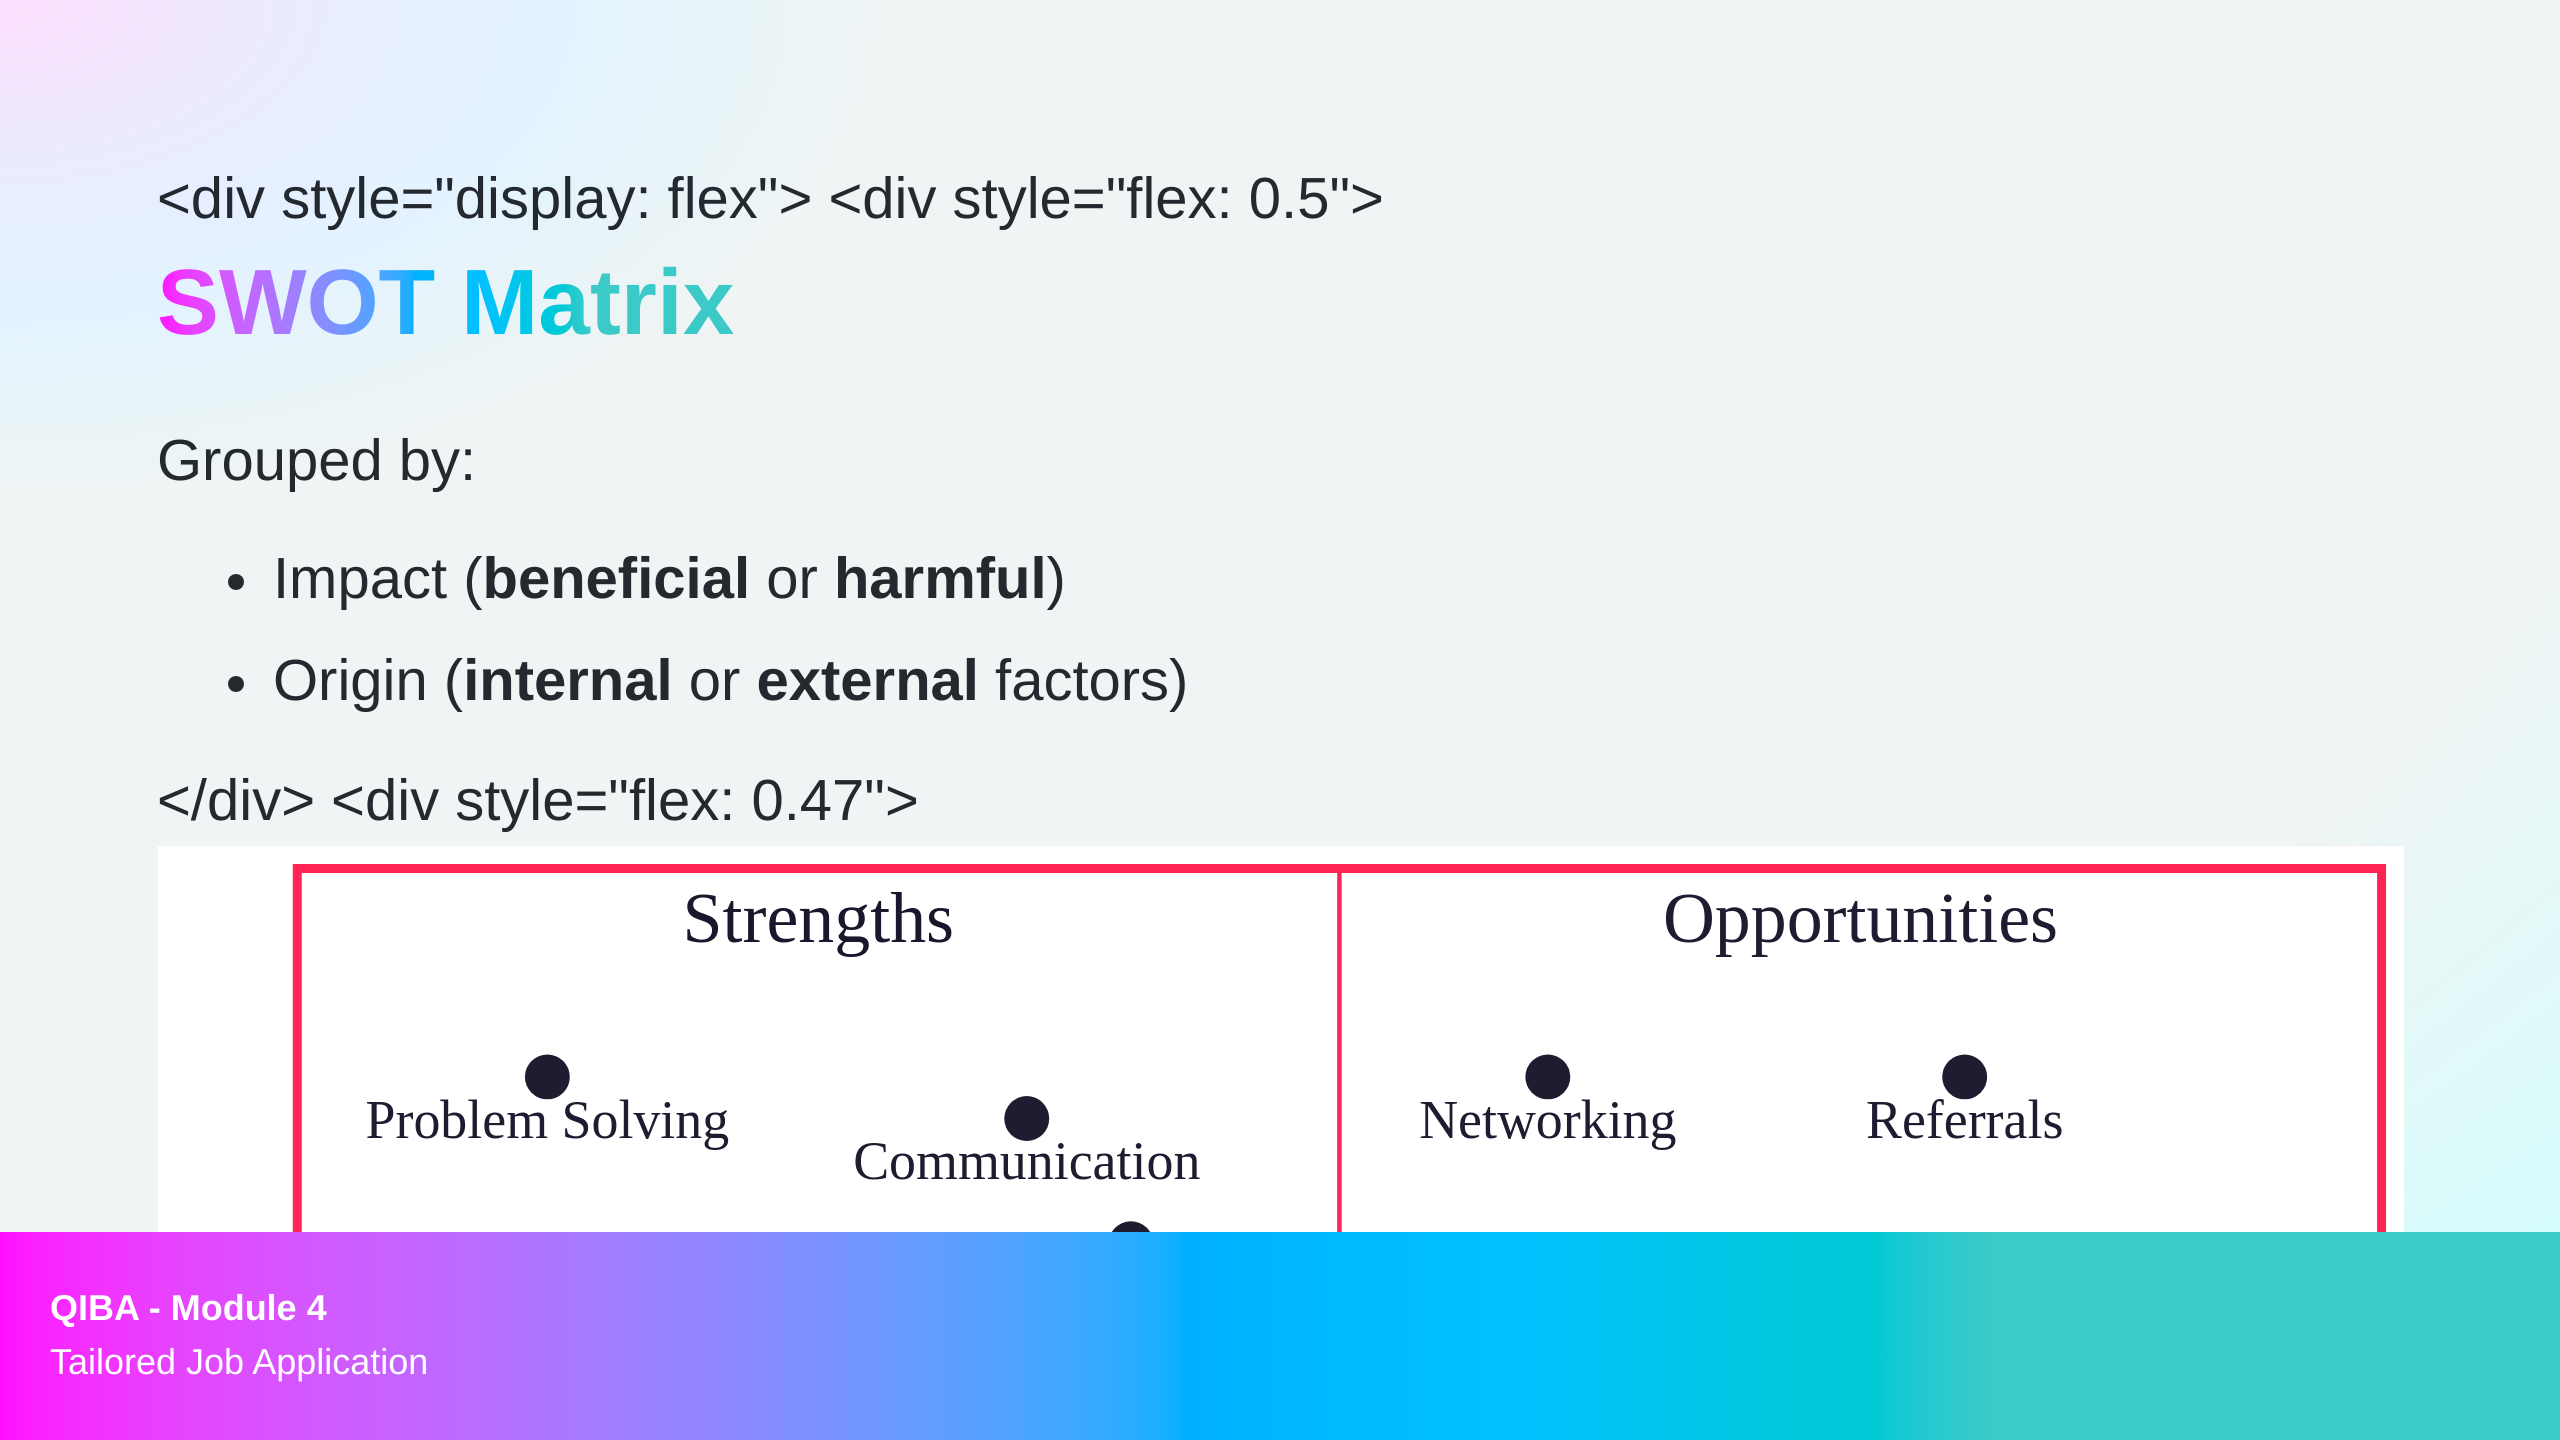 <div style="display: flex"> <div style="flex: 0.5">
SWOT Matrix
Grouped by:
• Impact (beneficial or harmful)
• Origin (internal or external factors)
</div> <div style="flex: 0.47">
Strengths
Opportunities
Problem Solving
Communication
Networking
Referrals
QIBA - Module 4
Tailored Job Application